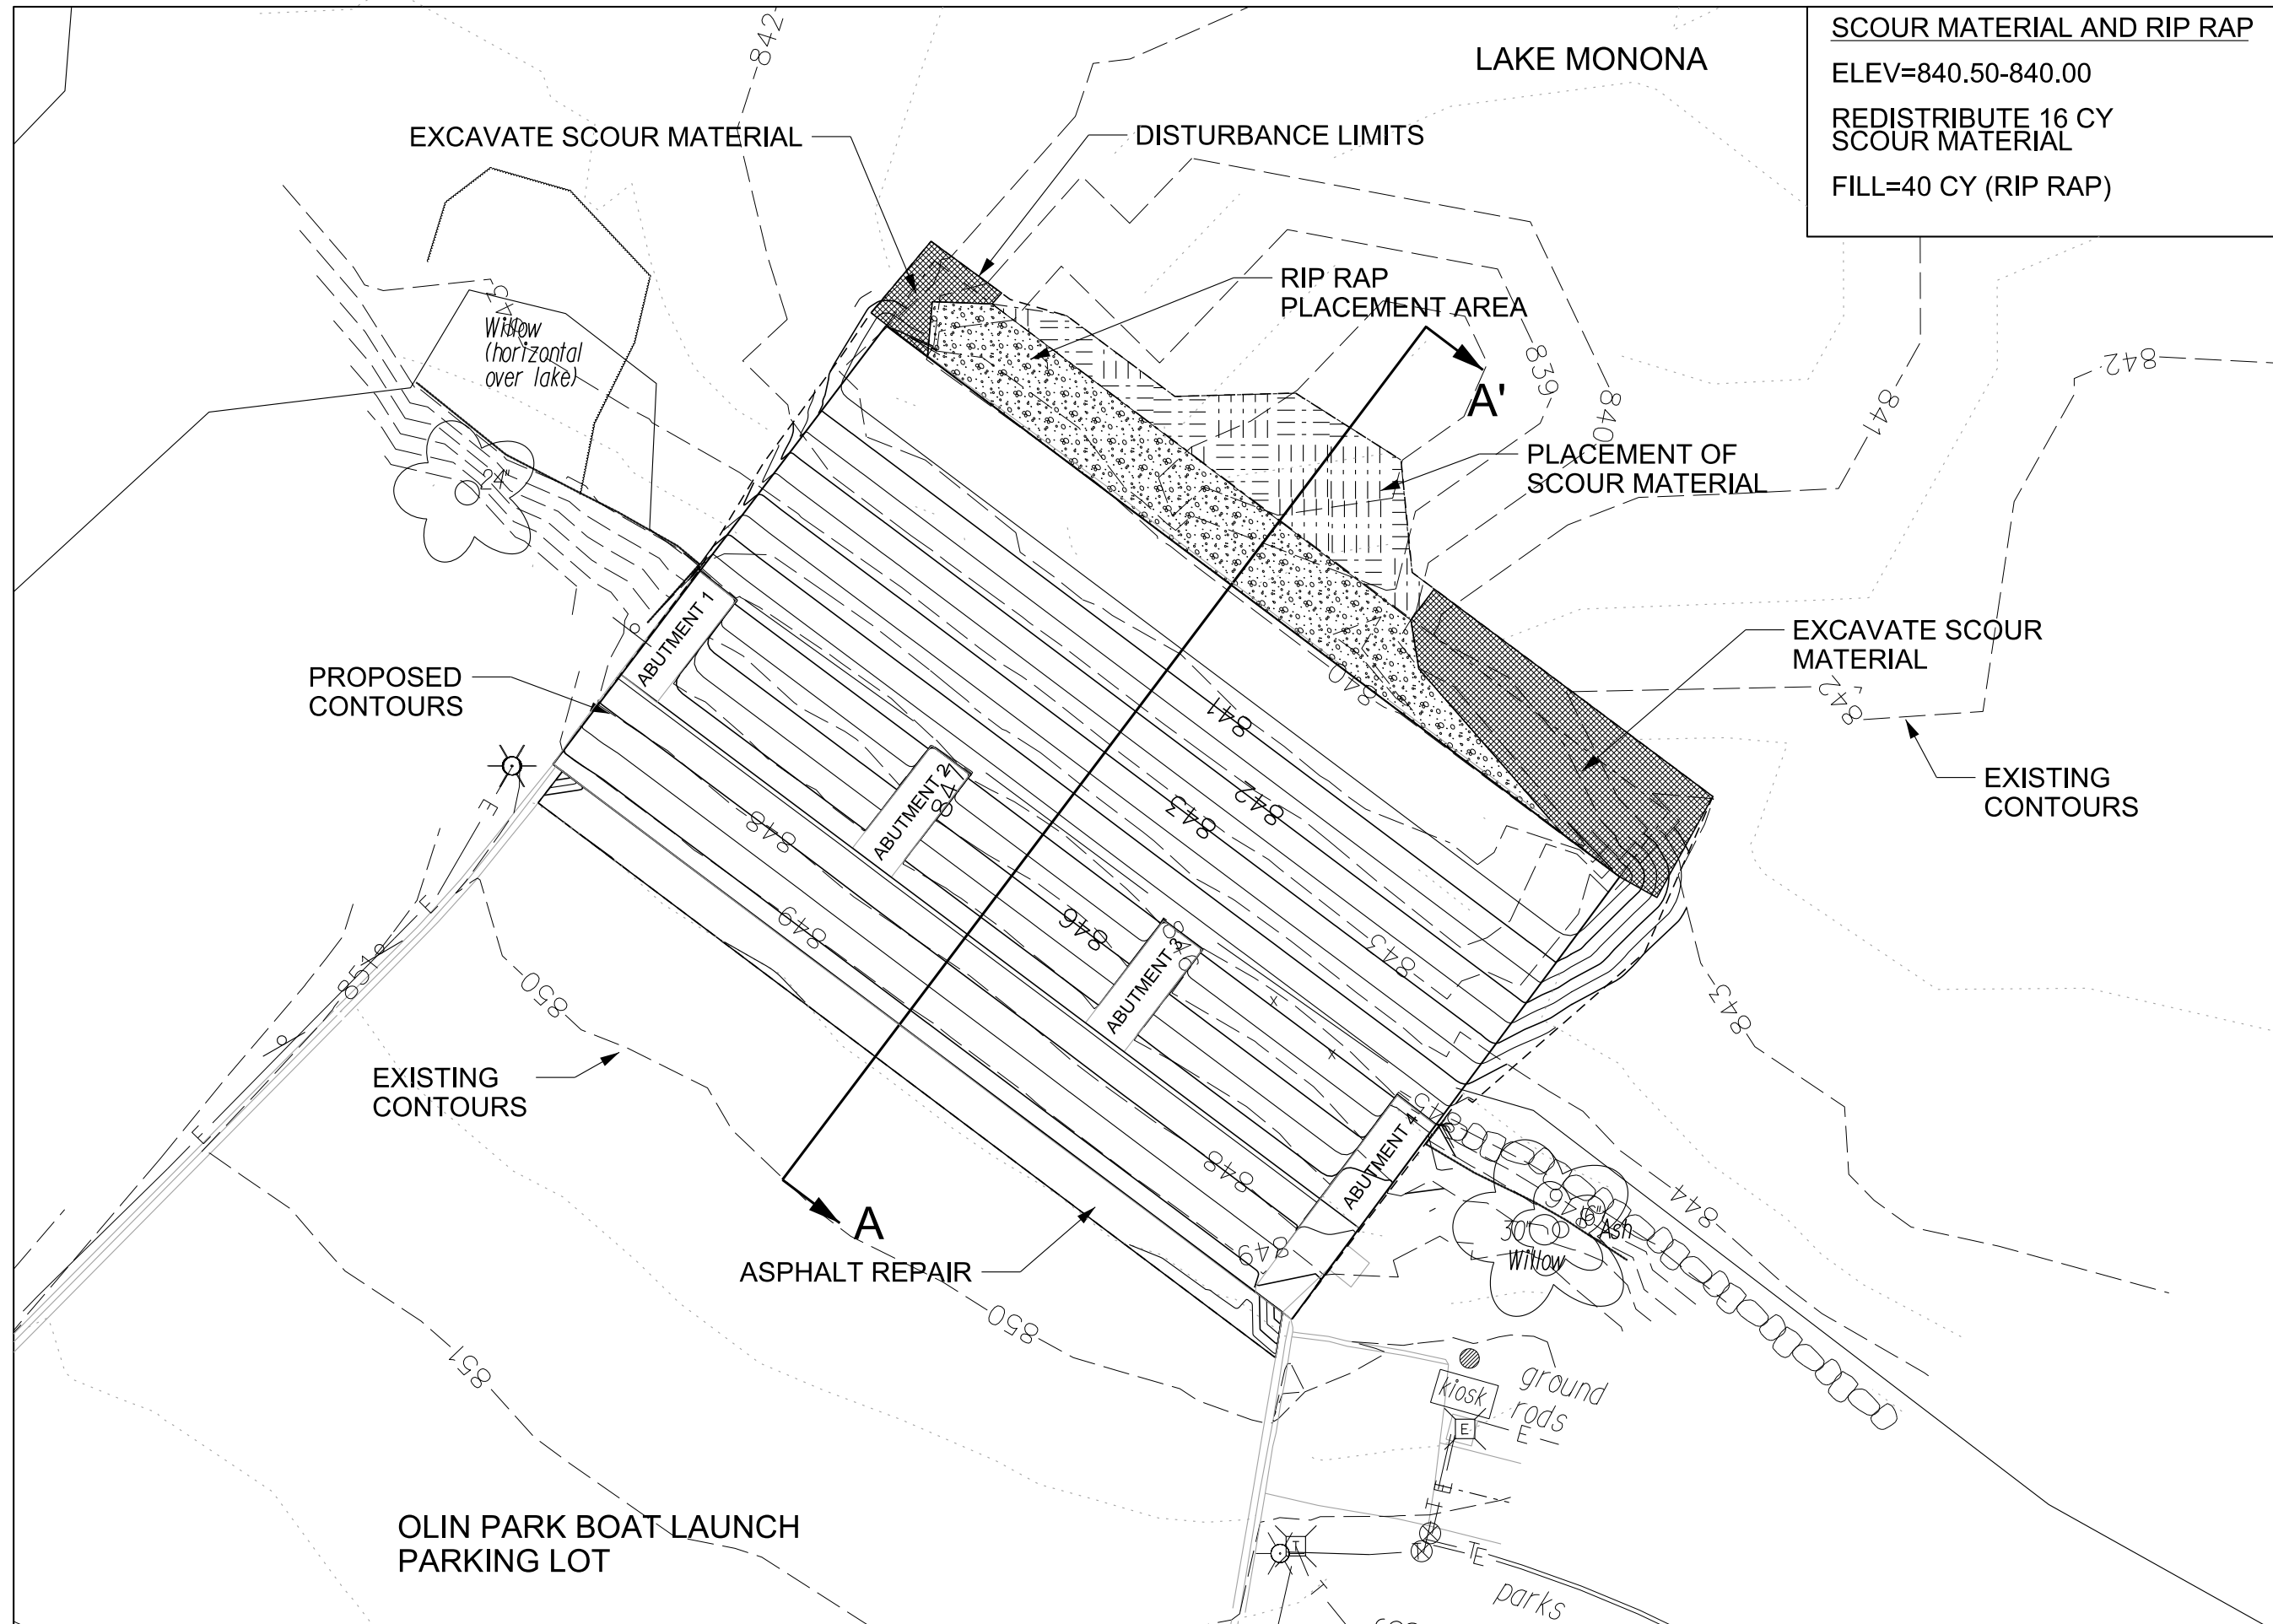 SCOUR MATERIAL AND RIP RAP
ELEV=840.50-840.00
REDISTRIBUTE 16 CY
SCOUR MATERIAL
FILL=40 CY (RIP RAP)
LAKE MONONA
842
EXCAVATE SCOUR MATERIAL
DISTURBANCE LIMITS
RIP RAP
PLACEMENT AREA
Willow
(horizontal
over lake)
24"
A'
839
840
841
842
PLACEMENT OF
SCOUR MATERIAL
EXCAVATE SCOUR
MATERIAL
842
EXISTING
CONTOURS
PROPOSED
CONTOURS
ABUTMENT 1
ABUTMENT 2
ABUTMENT 3
ABUTMENT 4
840
841
842
843
848
849
846
843
843
E
E
E
851
850
EXISTING
CONTOURS
A
ASPHALT REPAIR
848
849
845
844
846
16" Ash
30"
Willow
850
851
kiosk
ground
rods
E
E
OLIN PARK BOAT LAUNCH
PARKING LOT
T
TE
parks